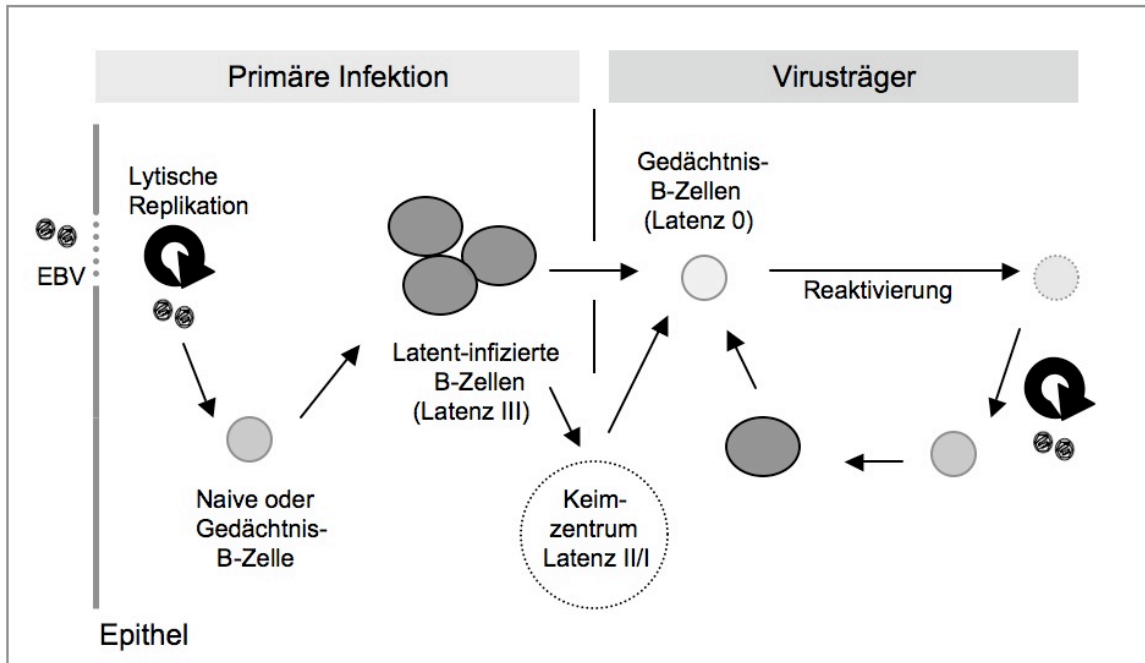 Primäre Infektion
Virusträger
Lytische
Replikation
EBV
Gedächtnis-
B-Zellen
(Latenz 0)
Reaktivierung
Latent-infizierte
B-Zellen
(Latenz III)
Naive oder
Gedächtnis-
B-Zelle
Keim-
zentrum
Latenz II/I
Epithel